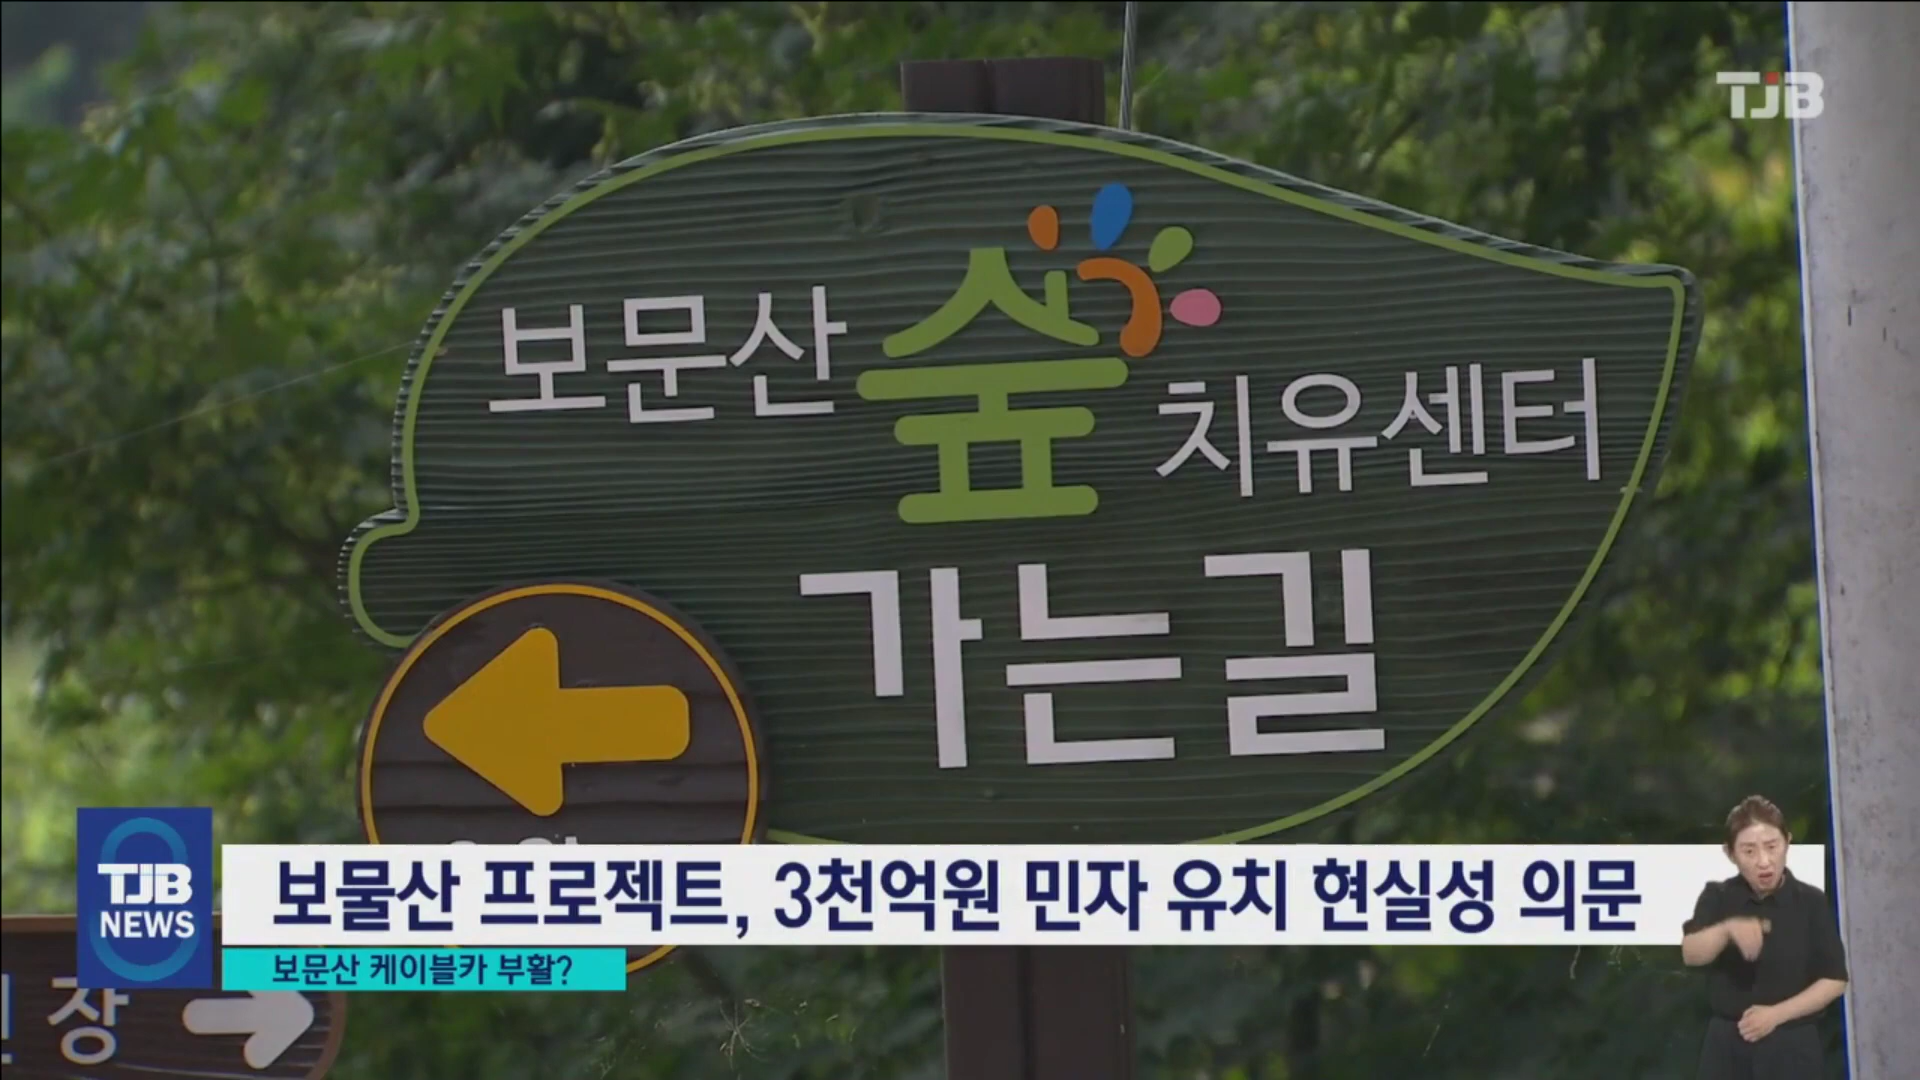 TJB
보문산 숲 치유센터
가는길
TJB
NEWS
보물산 프로젝트, 3천억원 민자 유치 현실성 의문
보문산 케이블카 부활?
장